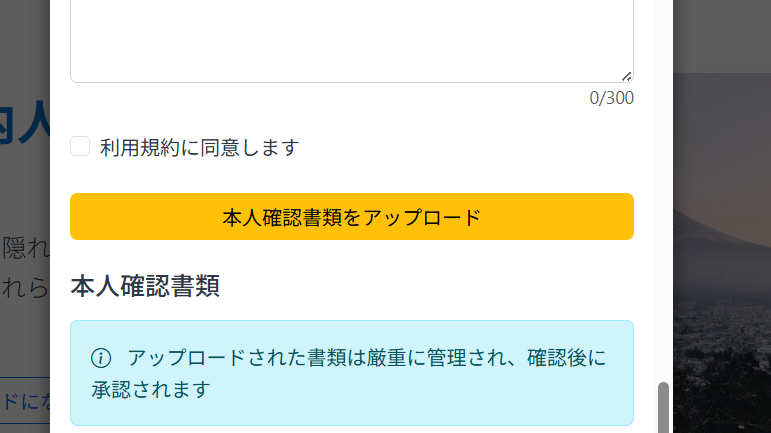 0/300
利用規約に同意します
本人確認書類をアップロード
本人確認書類
アップロードされた書類は厳重に管理され、確認後に
承認されます
内人
隠れ
れら
ドにな